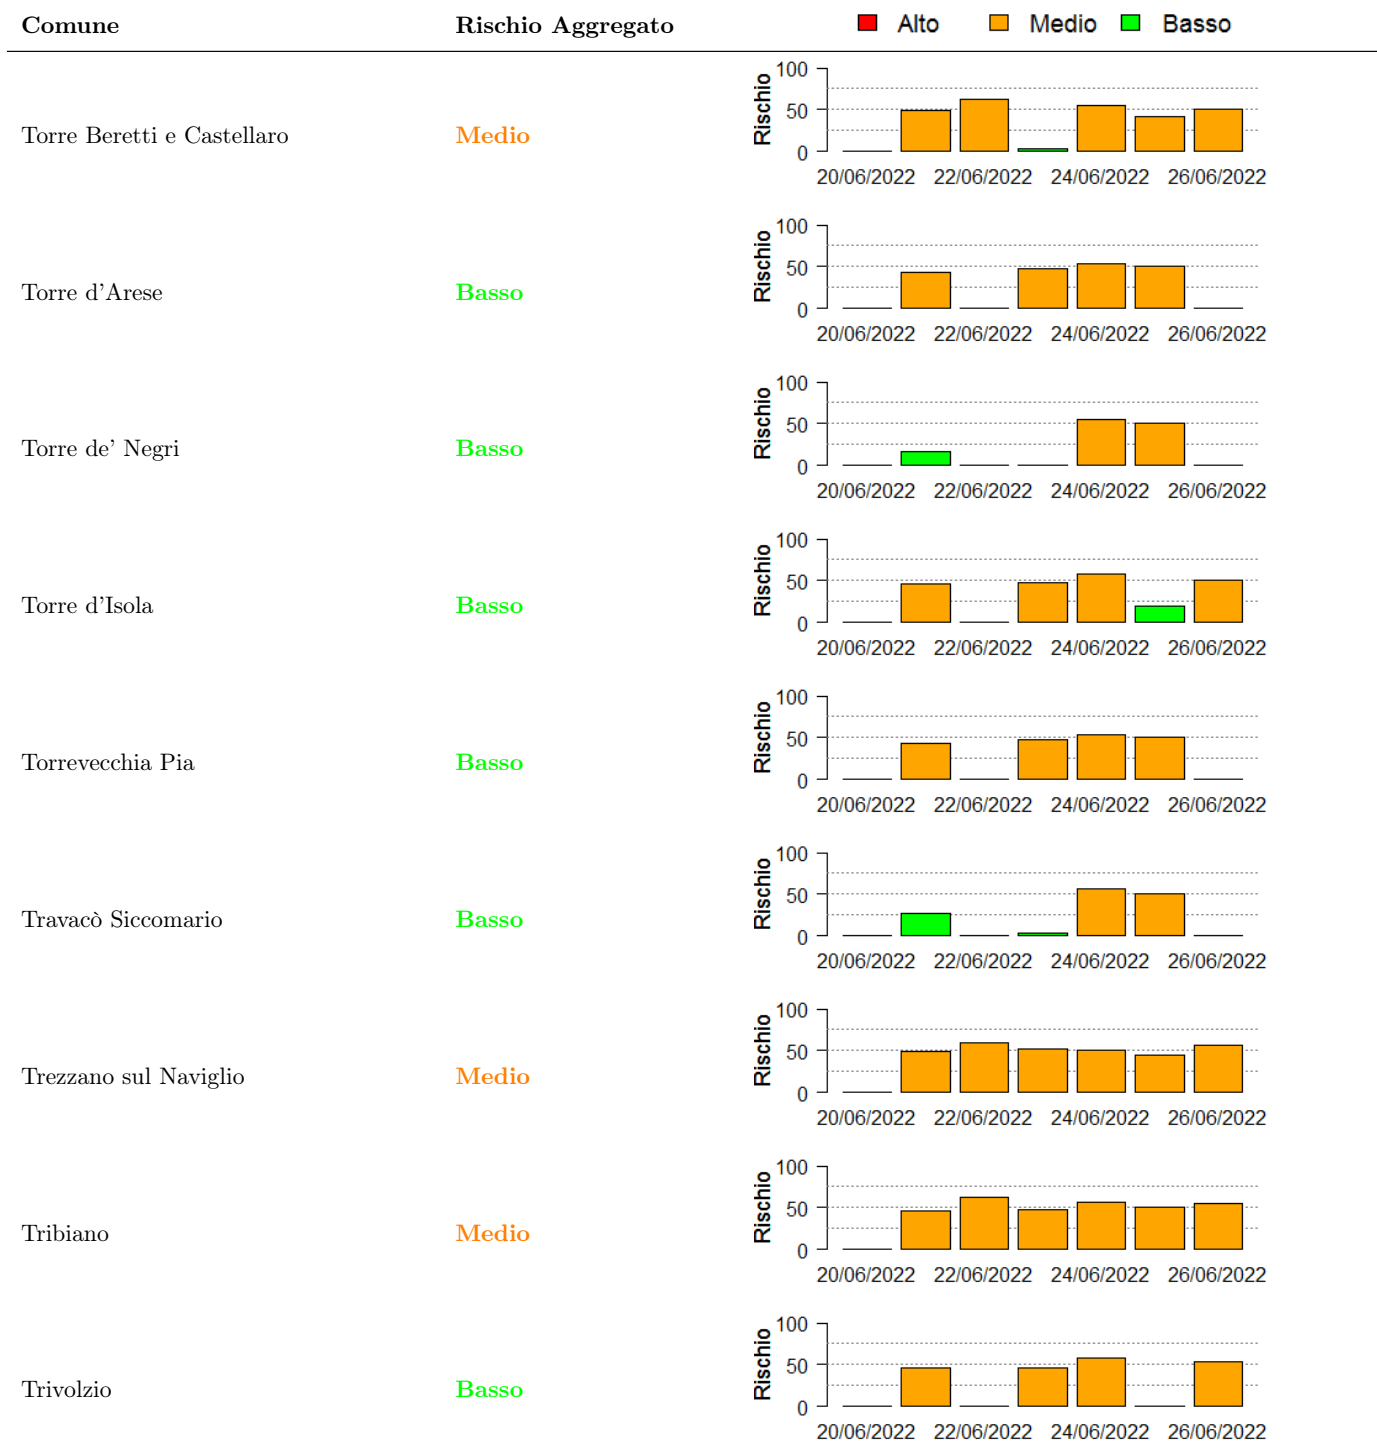 Comune Rischio Aggregato Alto Medio Basso
100
50
0
Rischio
Torre Beretti e Castellaro Medio
20/06/2022 22/06/2022 24/06/2022 26/06/2022
100
50
0
Rischio
Torre d'Arese Basso
20/06/2022 22/06/2022 24/06/2022 26/06/2022
100
50
0
Rischio
Torre de' Negri Basso
20/06/2022 22/06/2022 24/06/2022 26/06/2022
100
50
0
Rischio
Torre d'Isola Basso
20/06/2022 22/06/2022 24/06/2022 26/06/2022
100
50
0
Rischio
Torrevecchia Pia Basso
20/06/2022 22/06/2022 24/06/2022 26/06/2022
100
50
0
Rischio
Travacò Siccomario Basso
20/06/2022 22/06/2022 24/06/2022 26/06/2022
100
50
0
Rischio
Trezzano sul Naviglio Medio
20/06/2022 22/06/2022 24/06/2022 26/06/2022
100
50
0
Rischio
Tribiano Medio
20/06/2022 22/06/2022 24/06/2022 26/06/2022
100
50
0
Rischio
Trivolzio Basso
20/06/2022 22/06/2022 24/06/2022 26/06/2022